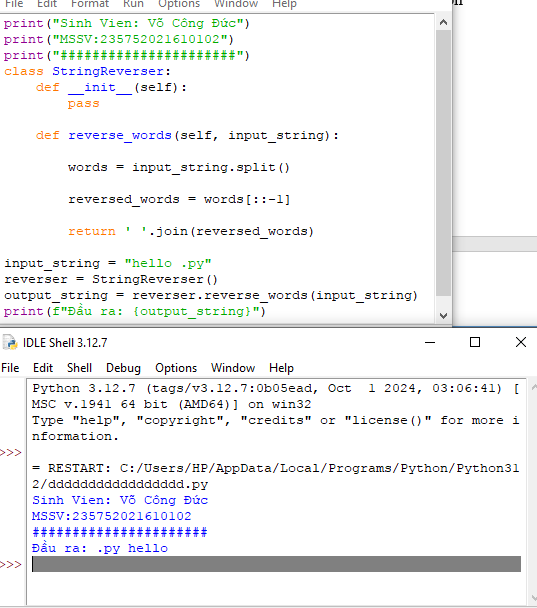 File Edit Format Run Options Window Help
print("Sinh Vien: Võ Công Đức")
print("MSSV:235752021610102")
print("######################")
class StringReverser:
    def __init__(self):
        pass
    def reverse_words(self, input_string):
        words = input_string.split()
        reversed_words = words[::-1]
        return ' '.join(reversed_words)
input_string = "hello .py"
reverser = StringReverser()
output_string = reverser.reverse_words(input_string)
print(f"Đầu ra: {output_string}")
IDLE Shell 3.12.7
File Edit Shell Debug Options Window Help
Python 3.12.7 (tags/v3.12.7:0b05ead, Oct  1 2024, 03:06:41) [
MSC v.1941 64 bit (AMD64)] on win32
Type "help", "copyright", "credits" or "license()" for more i
nformation.
>>>
= RESTART: C:/Users/HP/AppData/Local/Programs/Python/Python31
2/ddddddddddddddddd.py
Sinh Vien: Võ Công Đức
MSSV:235752021610102
######################
Đầu ra: .py hello
>>>